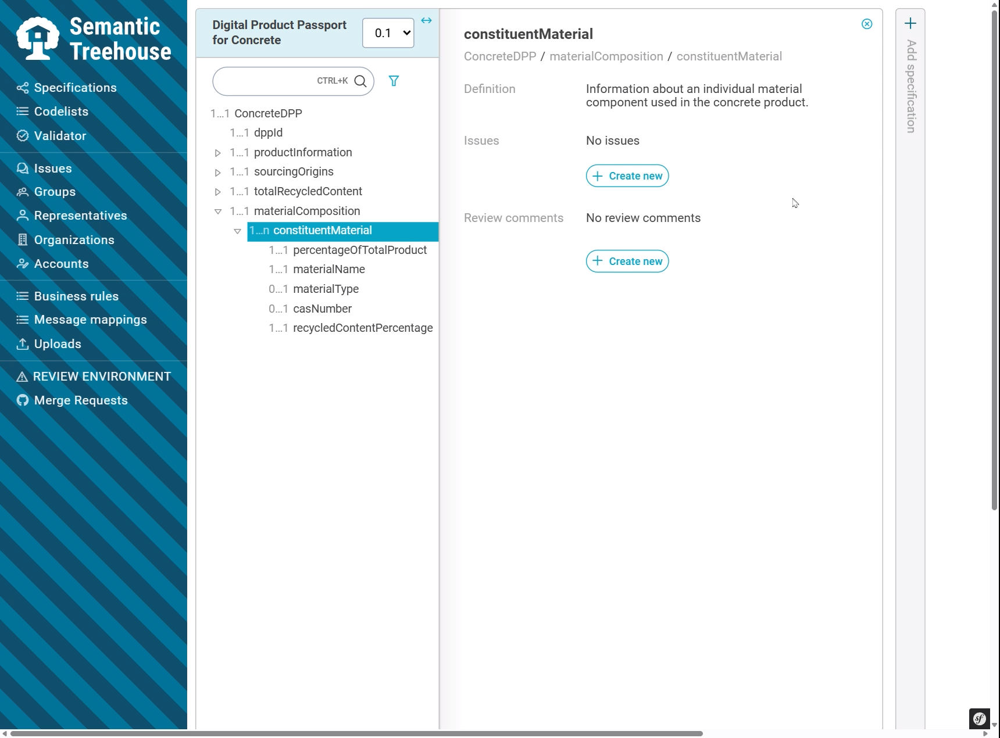 Semantic
Treehouse
Specifications
Codelists
Validator
Issues
Groups
Representatives
Organizations
Accounts
Business rules
Message mappings
Uploads
REVIEW ENVIRONMENT
Merge Requests
Digital Product Passport
for Concrete
0.1
CTRL+K
1...1 ConcreteDPP
1...1 dppId
1...1 productInformation
1...1 sourcingOrigins
1...1 totalRecycledContent
1...1 materialComposition
1...n constituentMaterial
1...1 percentageOfTotalProduct
1...1 materialName
0...1 materialType
0...1 casNumber
1...1 recycledContentPercentage
constituentMaterial
ConcreteDPP / materialComposition / constituentMaterial
Definition
Information about an individual material
component used in the concrete product.
Issues
No issues
Create new
Review comments
No review comments
Create new
Add specification
sf